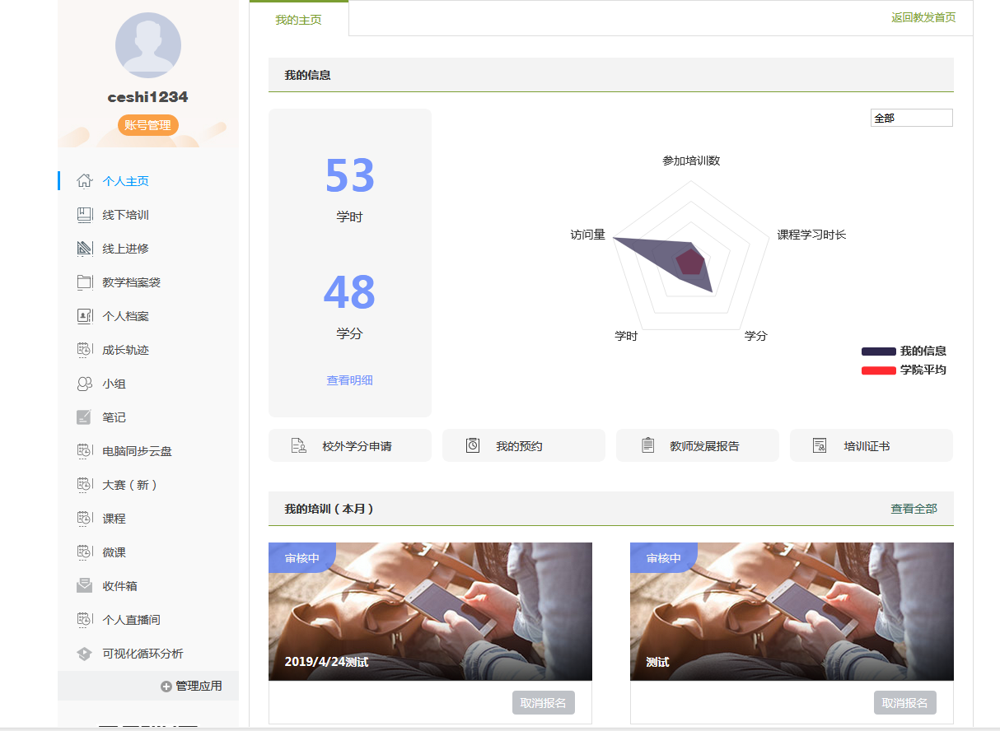 ceshi1234
账号管理
个人主页
线下培训
线上进修
教学档案袋
个人档案
成长轨迹
小组
笔记
电脑同步云盘
大赛（新）
课程
微课
收件箱
个人直播间
可视化循环分析
管理应用
我的主页
返回教发首页
我的信息
53
学时
48
学分
查看明细
全部
参加培训数
访问量
课程学习时长
学时
学分
我的信息
学院平均
校外学分申请
我的预约
教师发展报告
培训证书
我的培训（本月）
查看全部
审核中
2019/4/24测试
取消报名
审核中
测试
取消报名